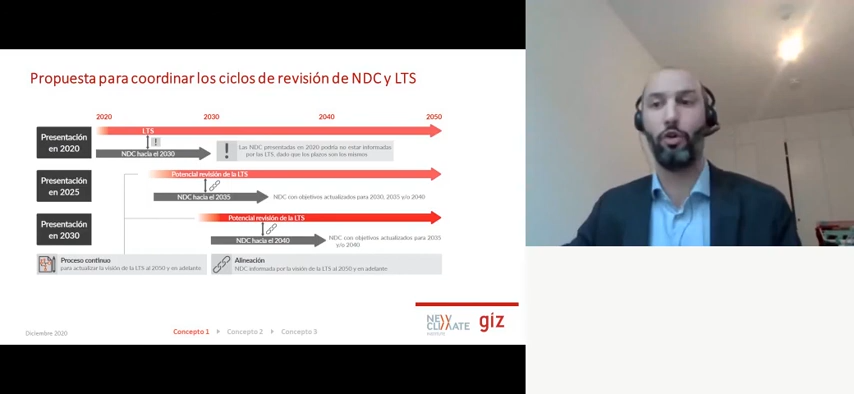 Propuesta para coordinar los ciclos de revisión de NDC y LTS
2020 2030 2040 2050
Presentación
en 2020
LTS
!
NDC hacia el 2030
!
Las NDC presentadas en 2020 podría no estar informadas
por las LTS, dado que los plazos son los mismos
Presentación
en 2025
Potencial revisión de la LTS
NDC hacia el 2035
NDC con objetivos actualizados para 2030, 2035 y/o 2040
Presentación
en 2030
Potencial revisión de la LTS
NDC hacia el 2040
NDC con objetivos actualizados para 2035
y/o 2040
Proceso continuo
para actualizar la visión de la LTS al 2050 y en adelante
Alineación
NDC informada por la visión de la LTS al 2050 y en adelante
Diciembre 2020
Concepto 1 Concepto 2 Concepto 3
NEW
CLIMATE
INSTITUTE
giz